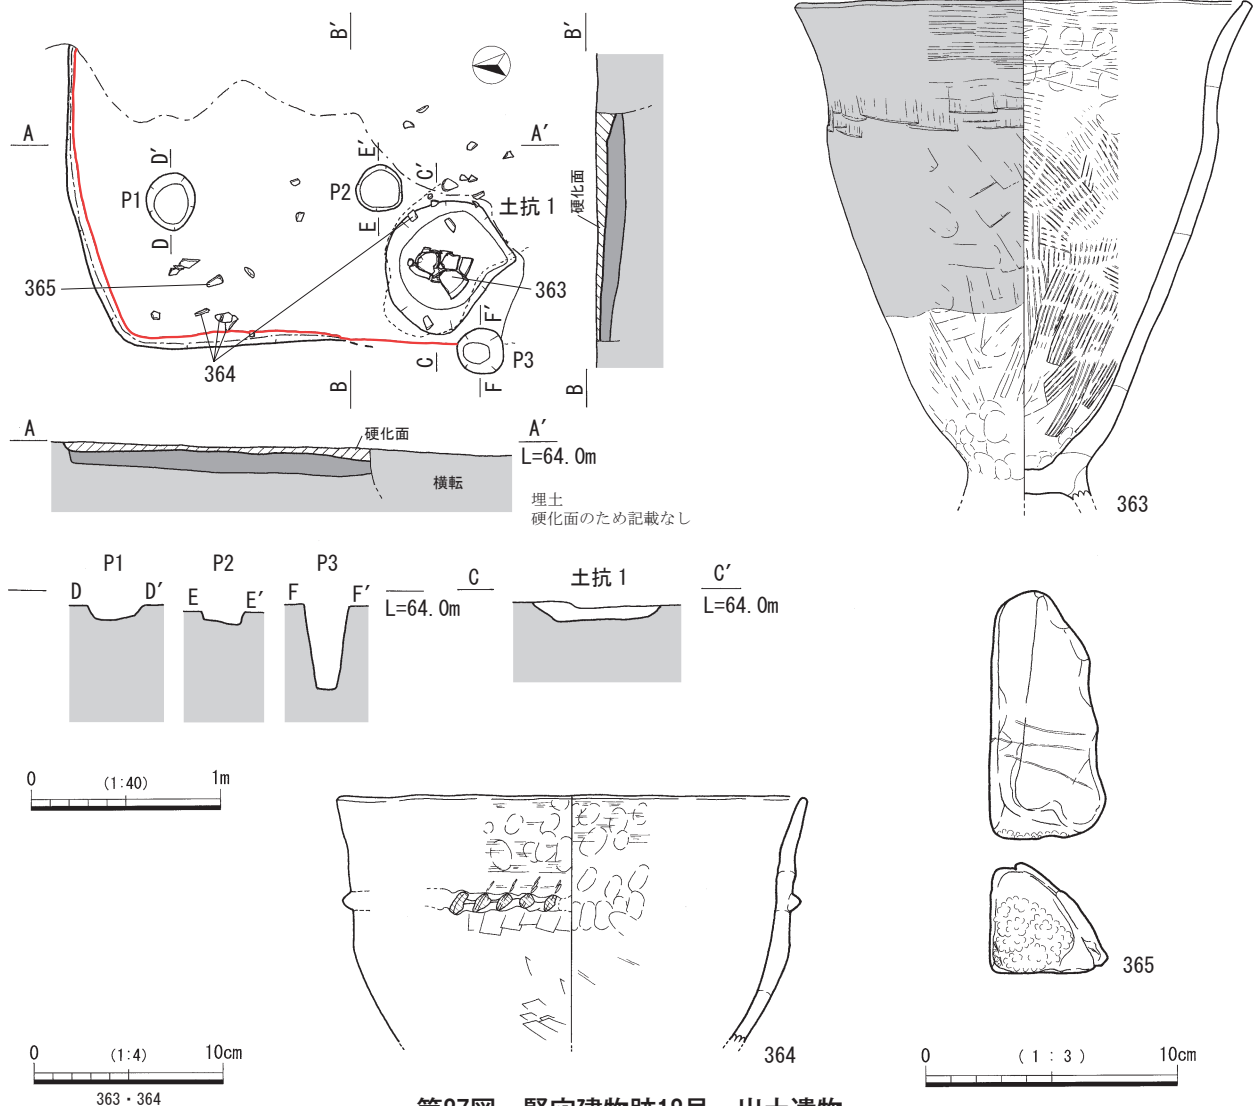 B′
B′
A
A′
D′
E′
C′
P1
P2
土抗 1
硬化面
D
E
365
363
F′
364
C
P3
F
B
B
A
硬化面
A′
L=64.0m
横転
埋土
硬化面のため記載なし
363
P1
P2
P3
土抗 1
D
D′
E
E′
F
F′
L=64.0m
C
C′
L=64.0m
0
(1:40)
1m
365
364
0
(1:4)
10cm
363・364
0
( 1 : 3 )
10cm